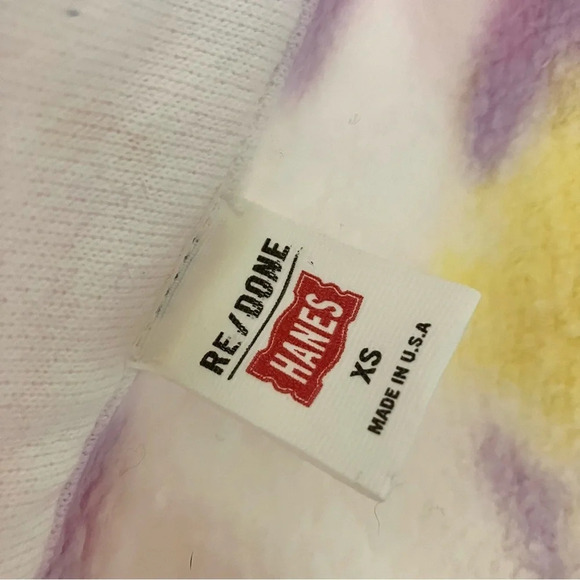 RE/DONE
HANES
XS
MADE IN U.S.A